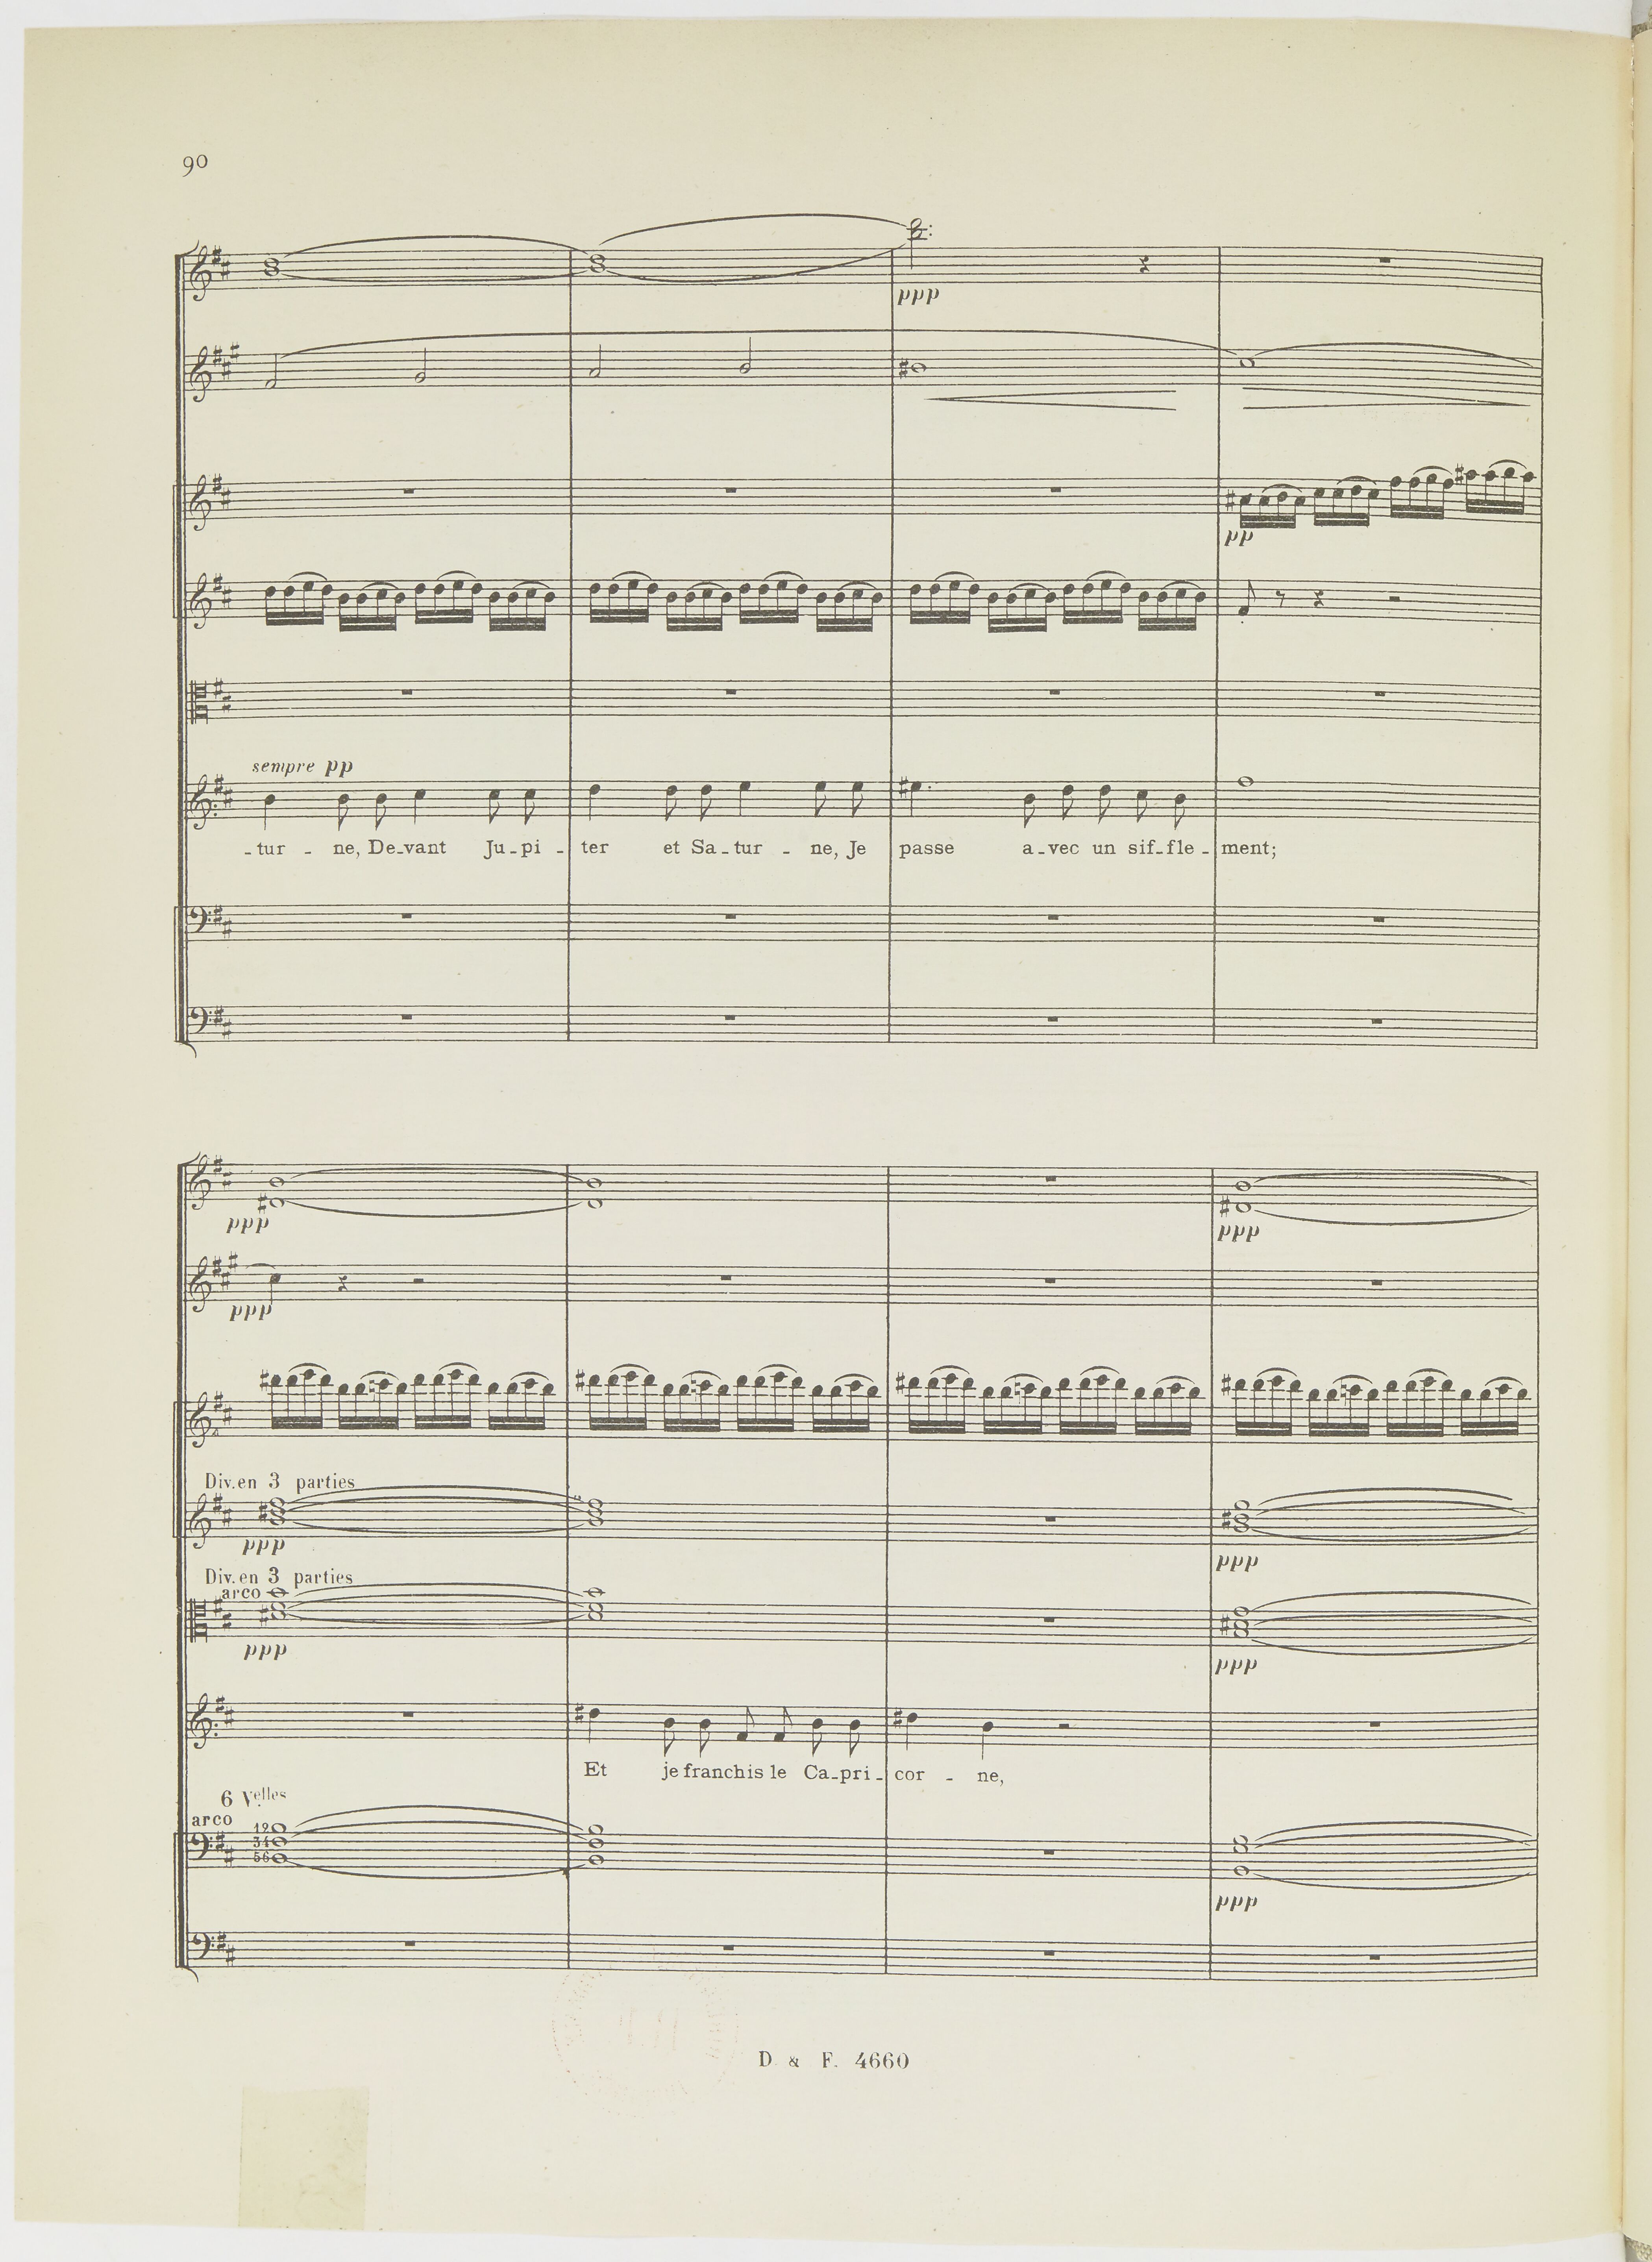 90
ppp
pp
sempre pp
- tur - ne, De-vant Ju-pi - ter et Sa-tur - ne, Je passe a-vec un sif-fle - ment;
ppp
ppp
ppp
Div. en 3 parties
ppp
ppp
Div. en 3 parties
arco
ppp
ppp
Et je franchis le Ca-pri - cor - ne,
6 Velles
arco
12
34
56
ppp
D. & F. 4660